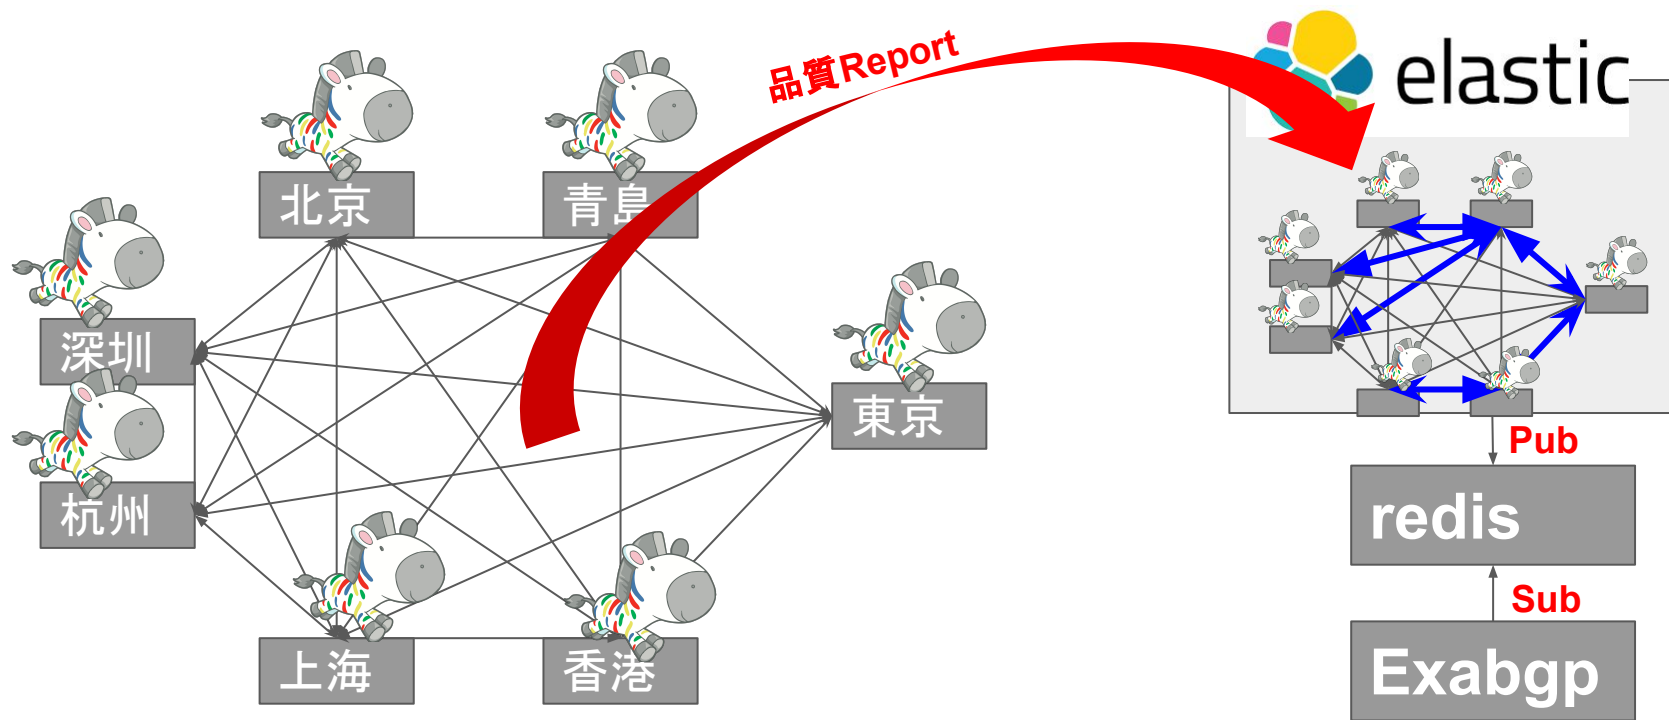 品質Report
elastic
北京
青島
深圳
杭州
東京
上海
香港
Pub
redis
Sub
Exabgp